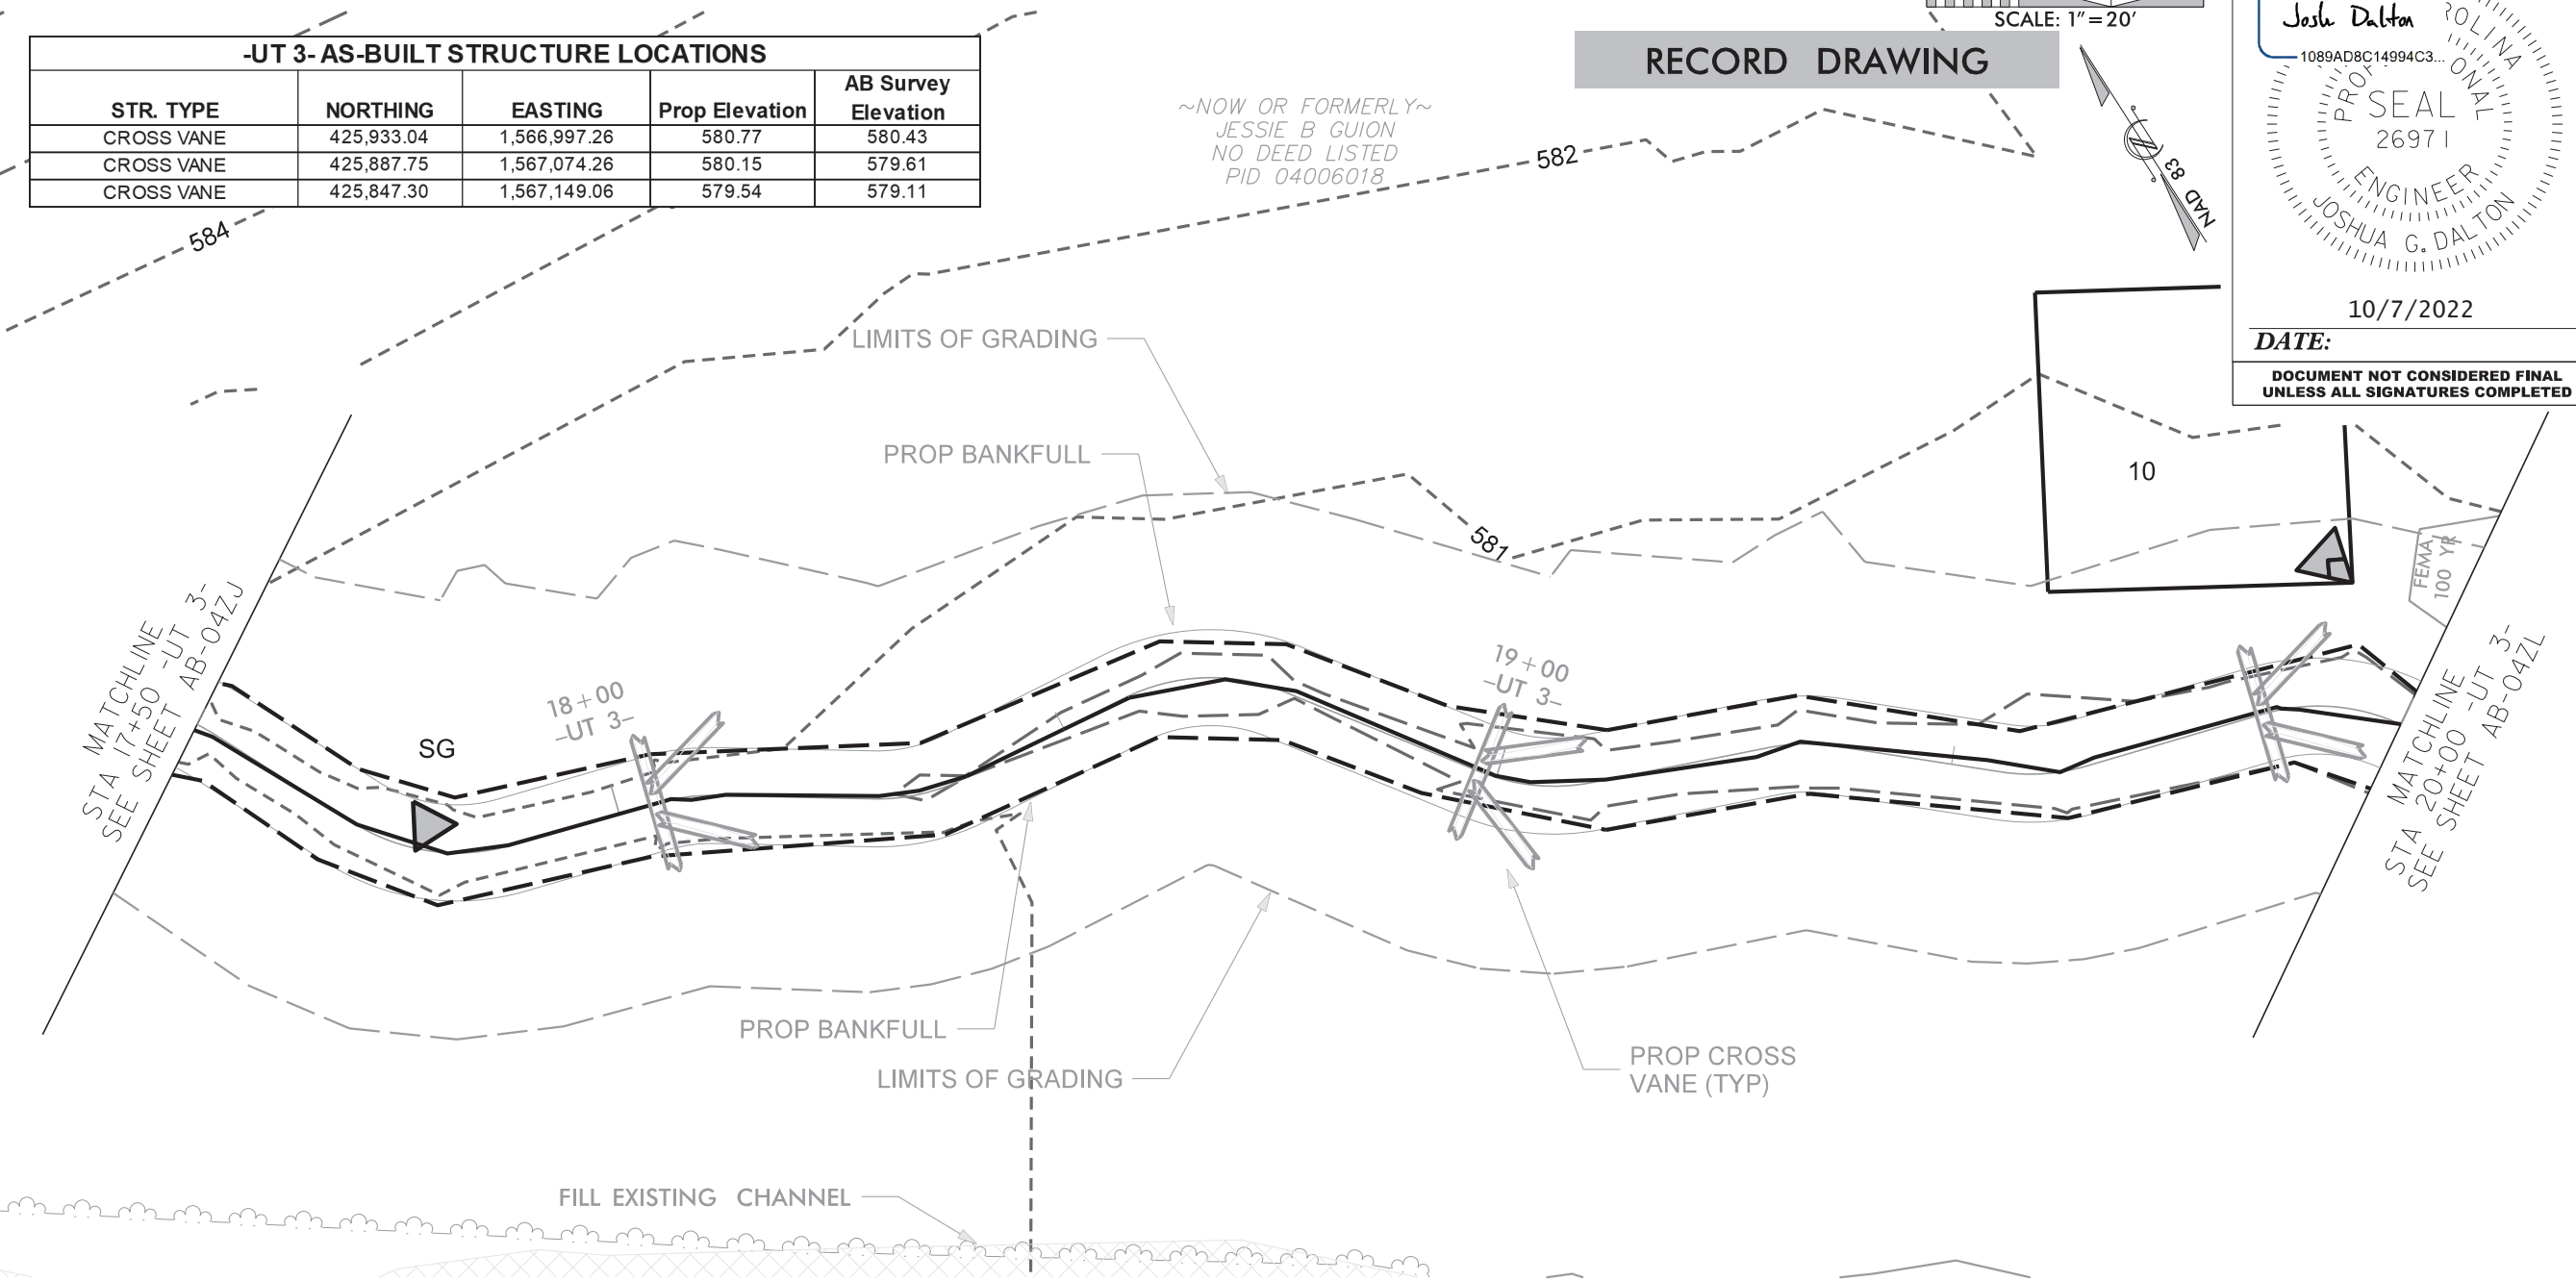 SCALE: 1"=20'
RECORD DRAWING
-UT 3- AS-BUILT STRUCTURE LOCATIONS
STR. TYPE NORTHING EASTING Prop Elevation AB Survey Elevation
CROSS VANE 425,933.04 1,566,997.26 580.77 580.43
CROSS VANE 425,887.75 1,567,074.26 580.15 579.61
CROSS VANE 425,847.30 1,567,149.06 579.54 579.11
~NOW OR FORMERLY~
JESSIE B GUION
NO DEED LISTED
PID 04006018
582
584
NAD 83
Josh Dalton
1089AD8C14994C3...
SEAL
26971
ENGINEER
JOSHUA G. DALTON
10/7/2022
DATE:
DOCUMENT NOT CONSIDERED FINAL
UNLESS ALL SIGNATURES COMPLETED
LIMITS OF GRADING
PROP BANKFULL
10
581
FEMA
100 YR
MATCHLINE
STA 17+50 -UT 3-
SEE SHEET AB-04ZJ
18+00
-UT 3-
SG
19+00
-UT 3-
MATCHLINE
STA 20+00 -UT 3-
SEE SHEET AB-04ZL
PROP BANKFULL
LIMITS OF GRADING
PROP CROSS
VANE (TYP)
FILL EXISTING CHANNEL